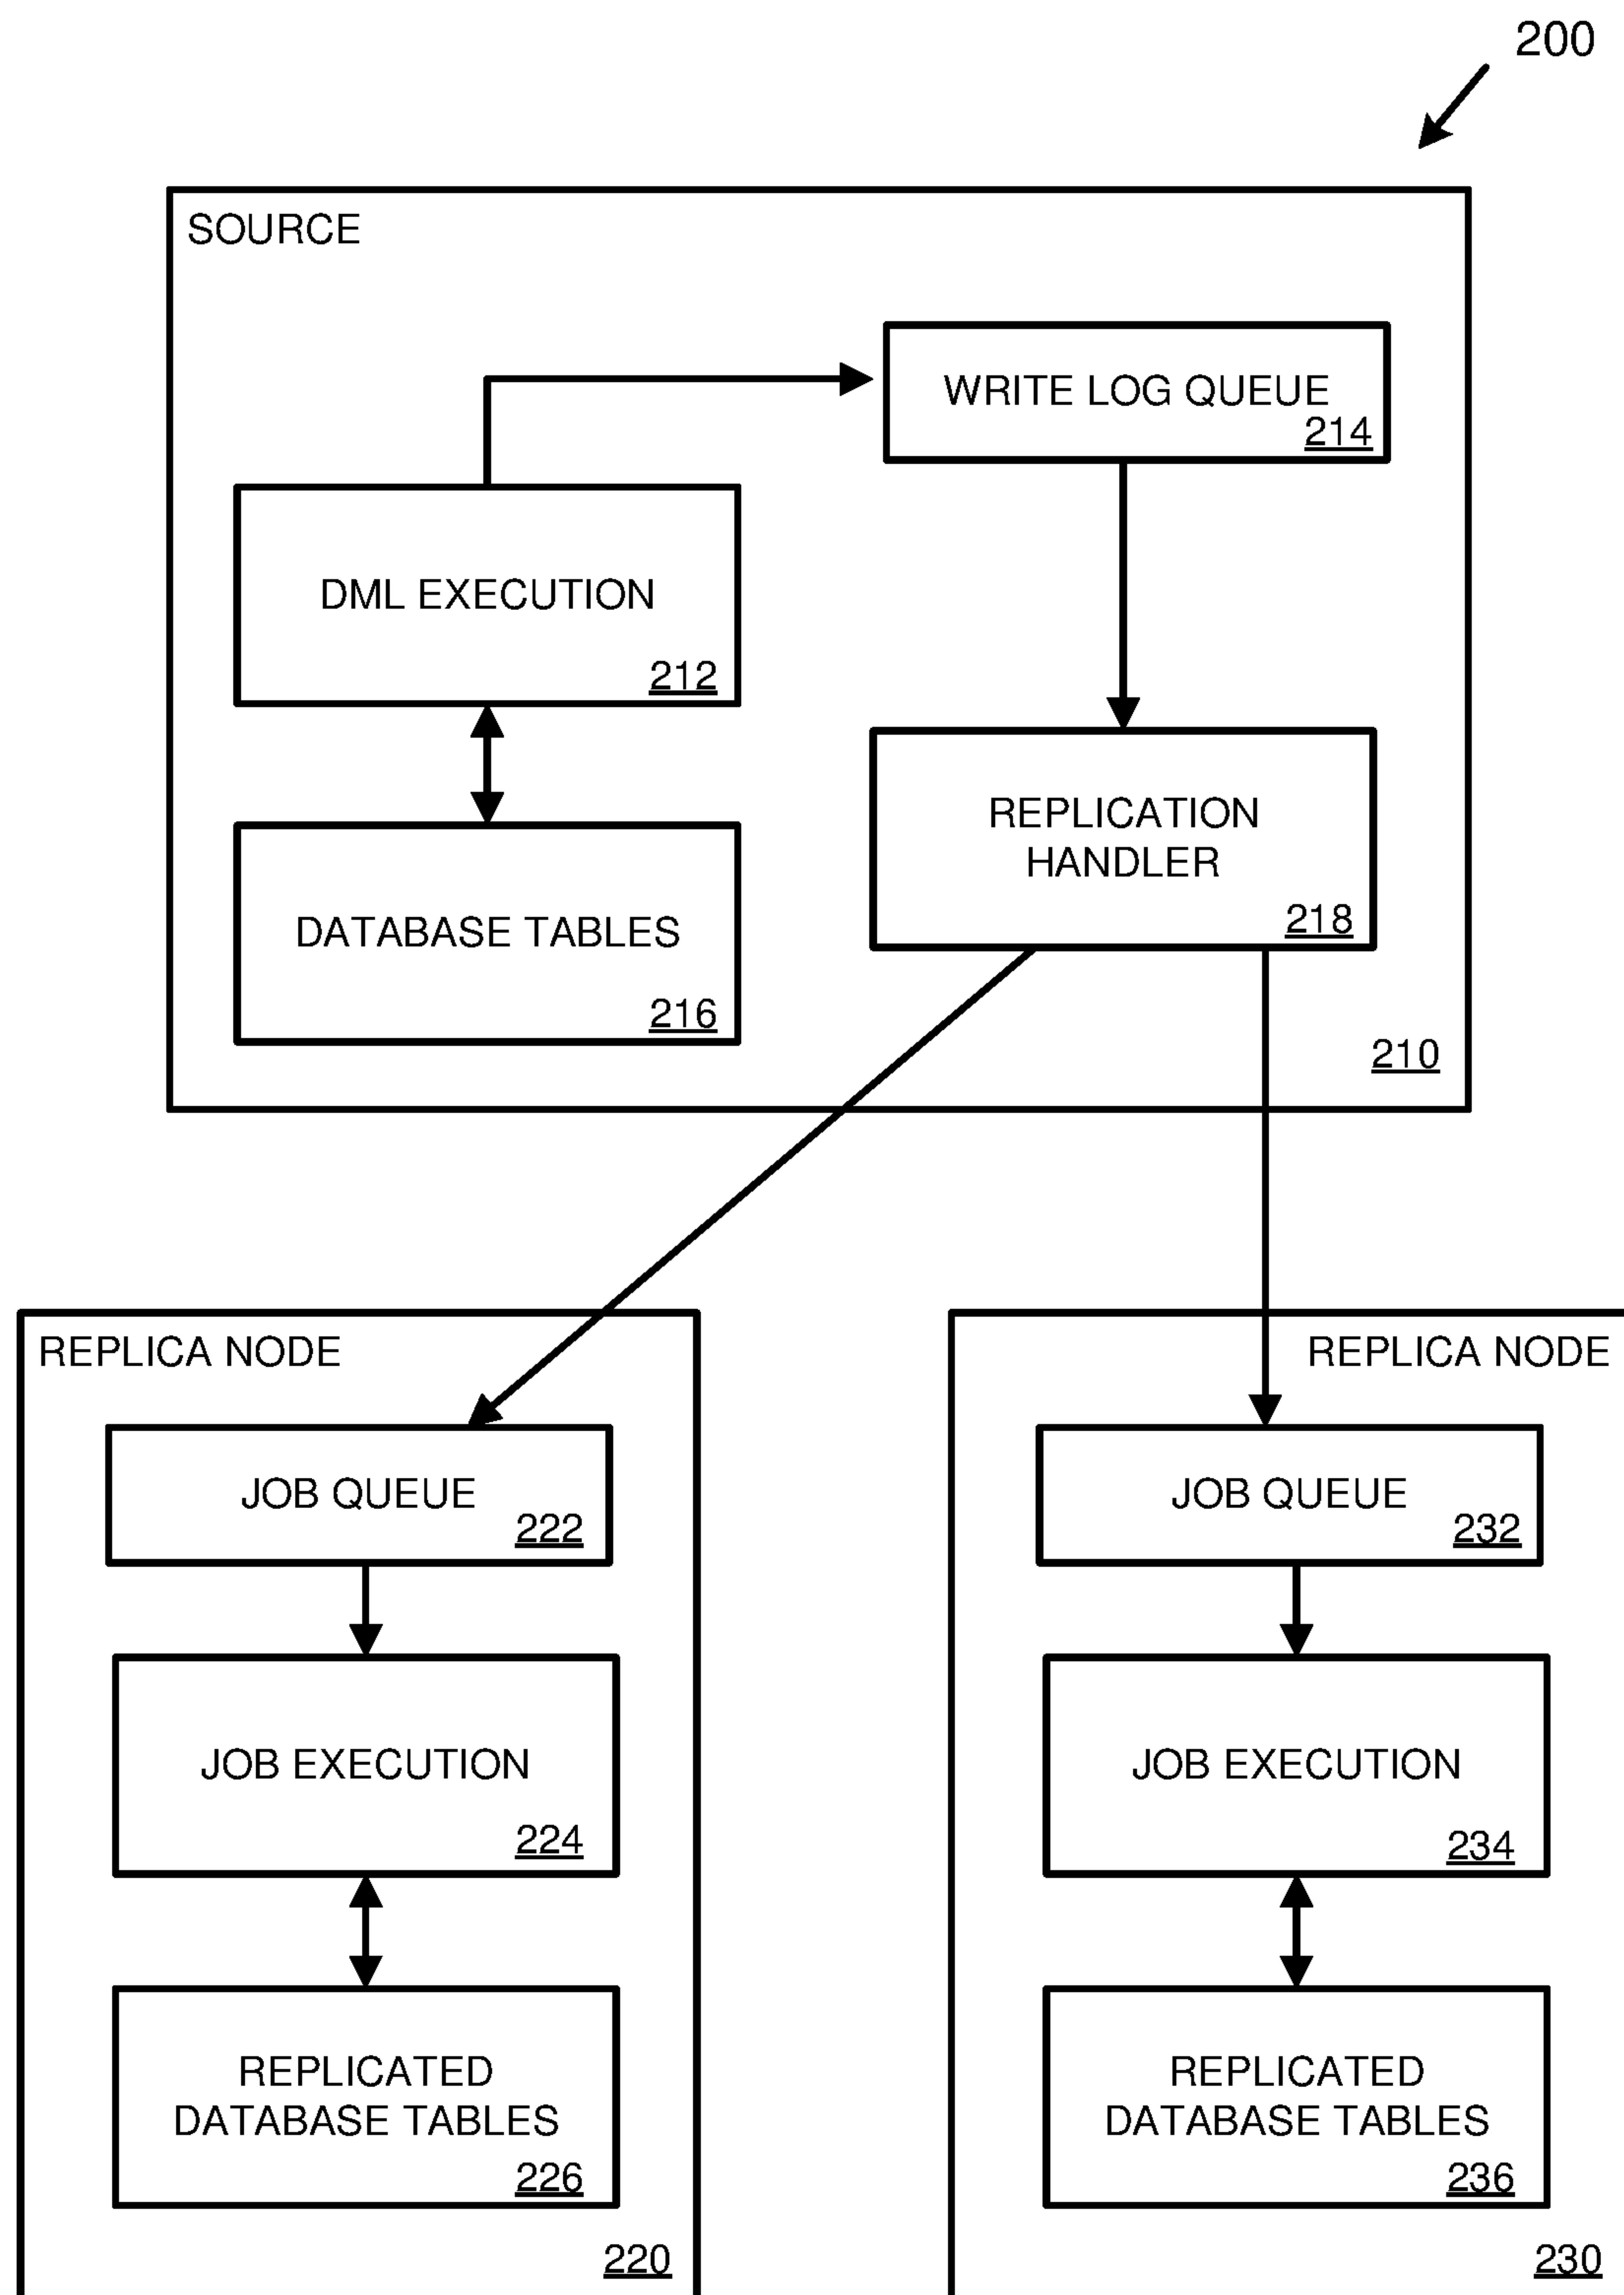 200
SOURCE
WRITE LOG QUEUE
214
DML EXECUTION
212
REPLICATION
HANDLER
218
DATABASE TABLES
216
210
REPLICA NODE
JOB QUEUE
222
JOB EXECUTION
224
REPLICATED
DATABASE TABLES
226
220
REPLICA NODE
JOB QUEUE
232
JOB EXECUTION
234
REPLICATED
DATABASE TABLES
236
230